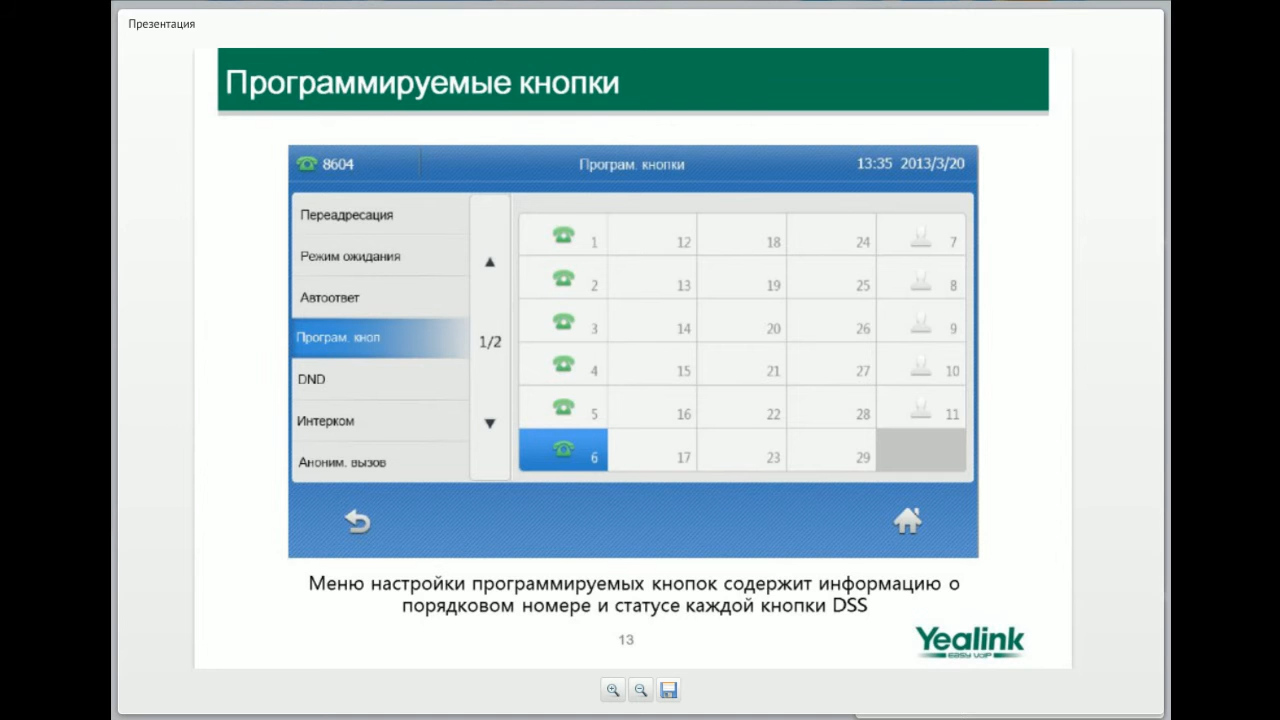 Презентация
Программируемые кнопки
8604 Програм. кнопки 13:35 2013/3/20
Переадресация
Режим ожидания
Автоответ
Програм. кноп
DND
Интерком
Аноним. вызов
1/2
1 12 18 24 7
2 13 19 25 8
3 14 20 26 9
4 15 21 27 10
5 16 22 28 11
6 17 23 29
Меню настройки программируемых кнопок содержит информацию о
порядковом номере и статусе каждой кнопки DSS
13
Yealink
EASY VoIP